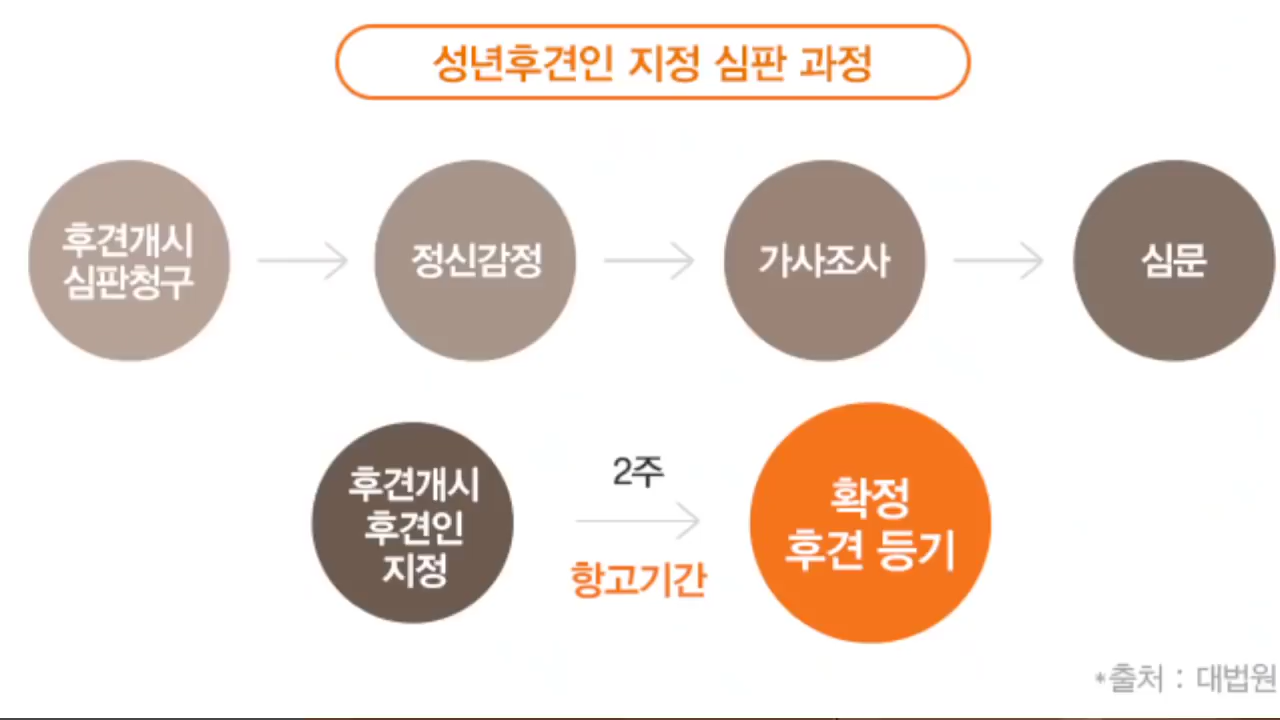 성년후견인 지정 심판 과정
후견개시
심판청구
정신감정
가사조사
심문
후견개시
후견인
지정
2주
항고기간
확정
후견 등기
*출처 : 대법원